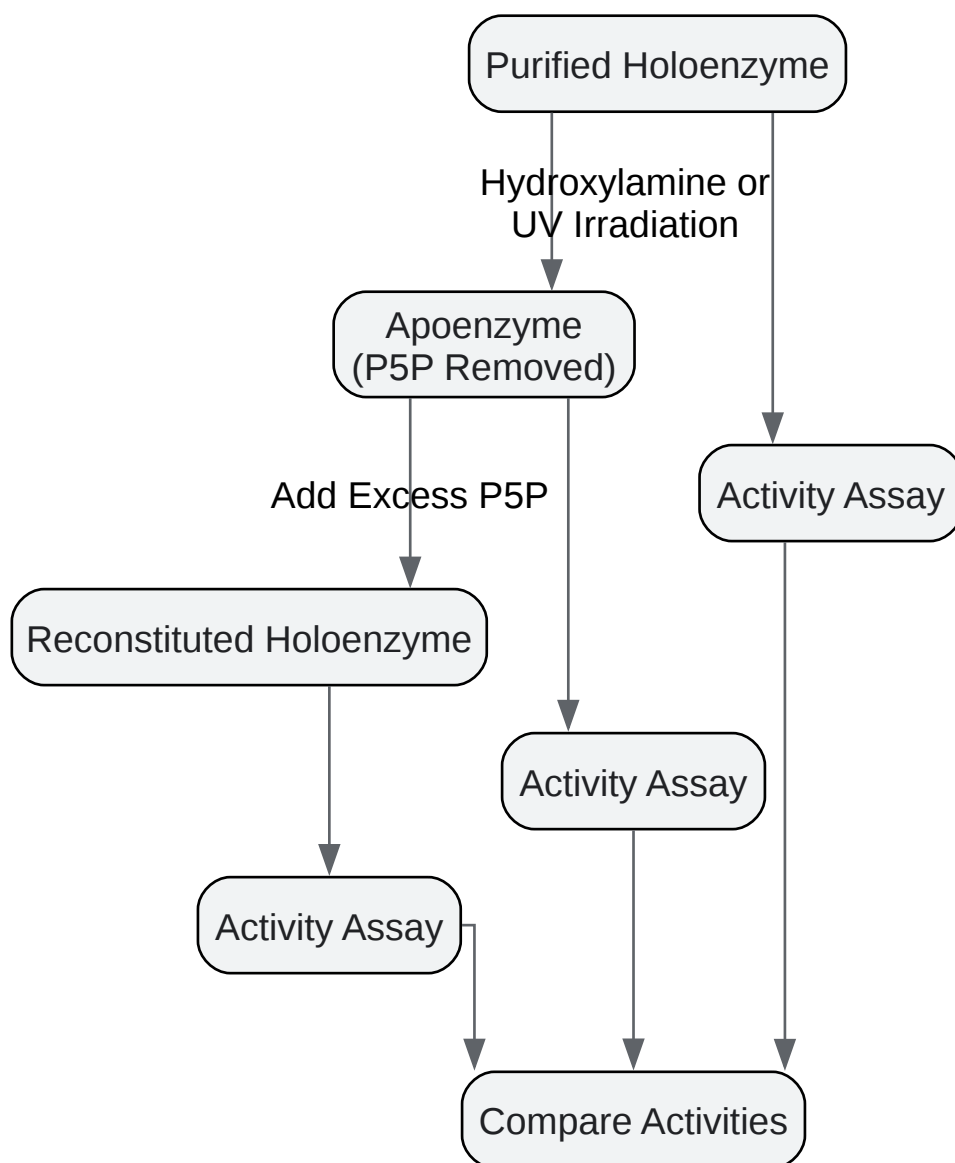 Purified Holoenzyme
Hydroxylamine or
UV Irradiation
Apoenzyme
(P5P Removed)
Add Excess P5P
Activity Assay
Reconstituted Holoenzyme
Activity Assay
Activity Assay
Compare Activities